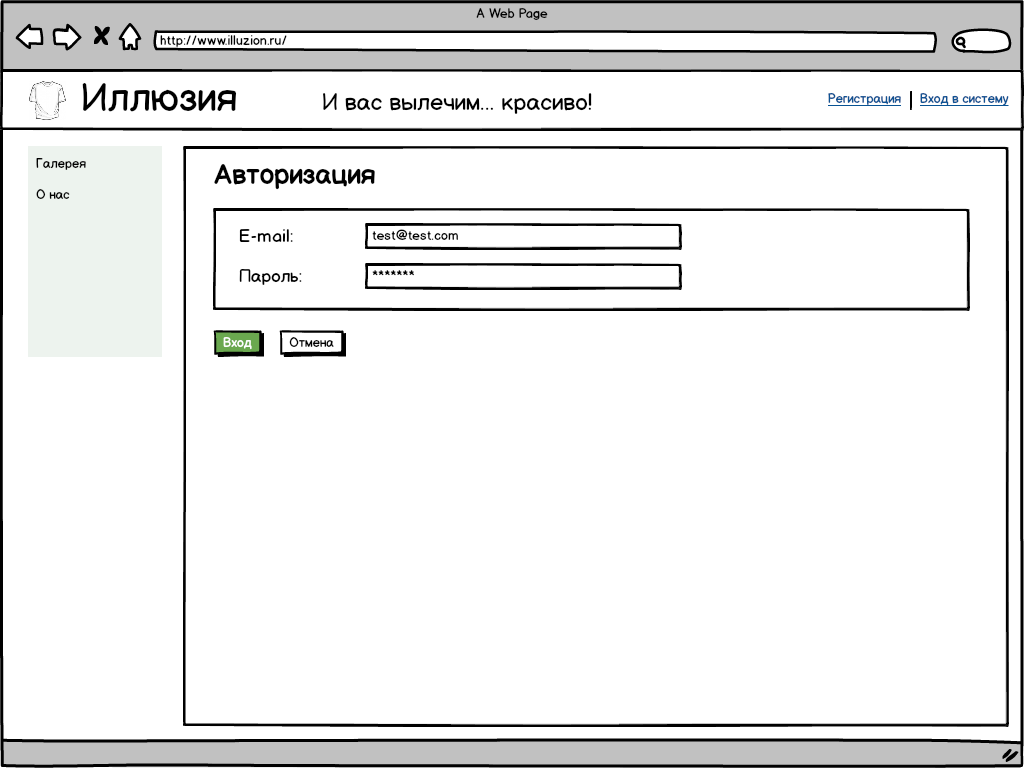 A Web Page
http://www.illuzion.ru/
Иллюзия
И вас вылечим... красиво!
Регистрация
Вход в систему
Галерея
О нас
Авторизация
E-mail:
test@test.com
Пароль:
*******
Вход
Отмена